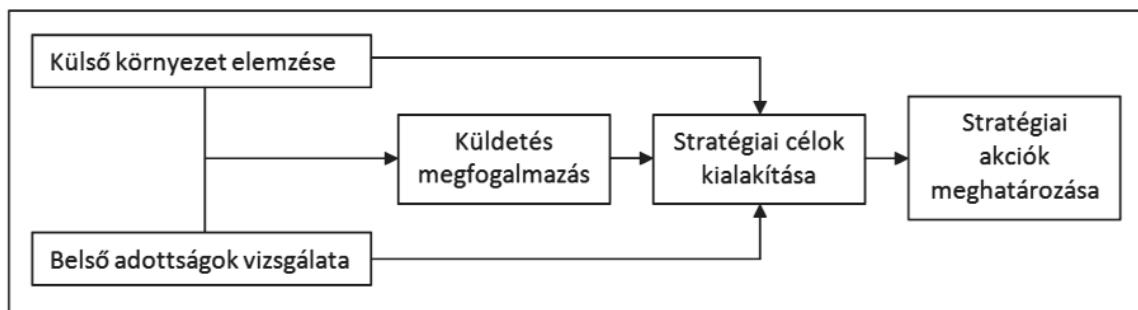 Külső környezet elemzése
Küldetés
megfogalmazás
Stratégiai célok
kialakítása
Stratégiai
akciók
meghatározása
Belső adottságok vizsgálata